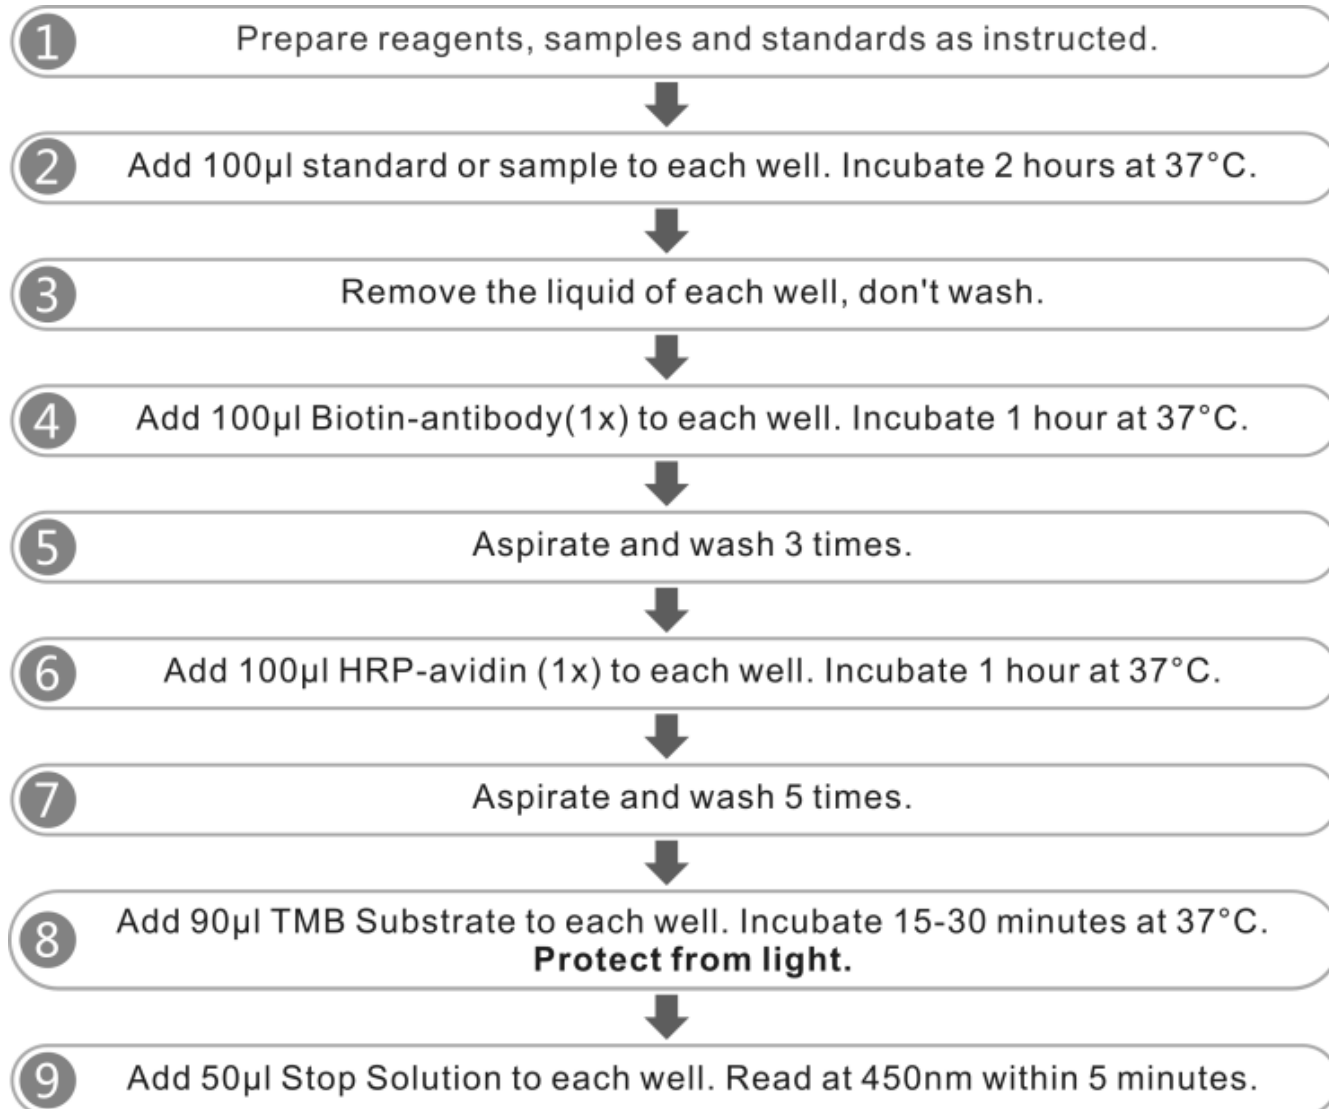 1 Prepare reagents, samples and standards as instructed.
2 Add 100µl standard or sample to each well. Incubate 2 hours at 37°C.
3 Remove the liquid of each well, don't wash.
4 Add 100µl Biotin-antibody(1x) to each well. Incubate 1 hour at 37°C.
5 Aspirate and wash 3 times.
6 Add 100µl HRP-avidin (1x) to each well. Incubate 1 hour at 37°C.
7 Aspirate and wash 5 times.
8 Add 90µl TMB Substrate to each well. Incubate 15-30 minutes at 37°C.
Protect from light.
9 Add 50µl Stop Solution to each well. Read at 450nm within 5 minutes.